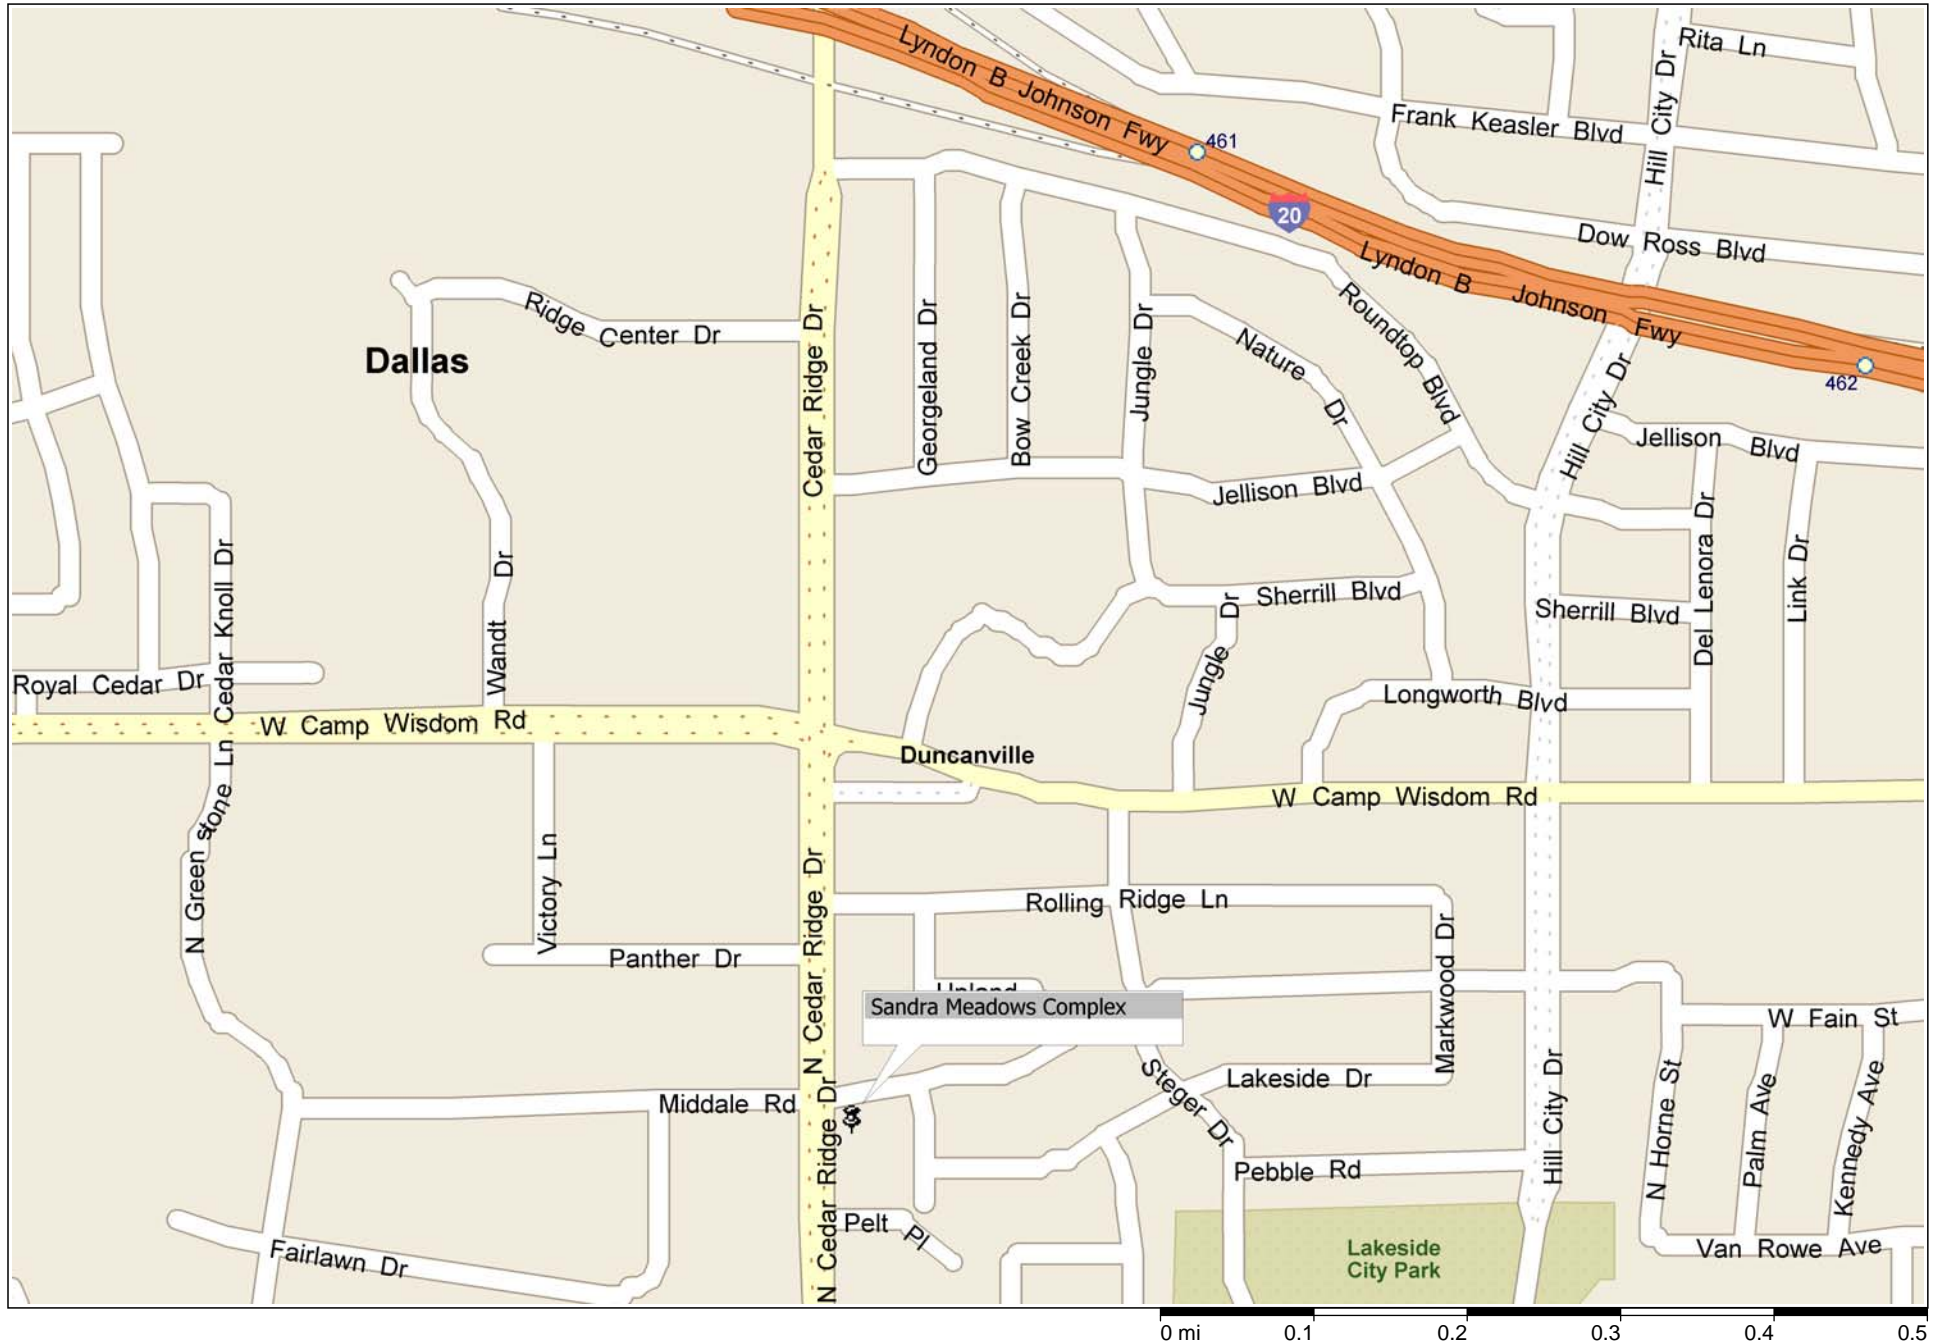 Lyndon B Johnson Fwy
461
20
Lyndon B Johnson Fwy
462
Rita Ln
Hill City Dr
Frank Keasler Blvd
Dow Ross Blvd
Ridge Center Dr
Dallas
Cedar Ridge Dr
Georgeland Dr
Bow Creek Dr
Jungle Dr
Nature Dr
Roundtop Blvd
Hill City Dr
Jellison Blvd
Jellison Blvd
Wandt Dr
Cedar Knoll Dr
Royal Cedar Dr
Sherrill Blvd
Jungle Dr
Sherrill Blvd
Del Lenora Dr
Link Dr
Longworth Blvd
W Camp Wisdom Rd
Duncanville
W Camp Wisdom Rd
N Greenstone Ln
Victory Ln
Panther Dr
N Cedar Ridge Dr
Rolling Ridge Ln
Markwood Dr
Upland
Sandra Meadows Complex
W Fain St
Middale Rd
Steger Dr
Lakeside Dr
Hill City Dr
N Horne St
Palm Ave
Kennedy Ave
N Cedar Ridge Dr
Pebble Rd
Pelt Pl
Fairlawn Dr
Lakeside
City Park
Van Rowe Ave
0 mi 0.1 0.2 0.3 0.4 0.5